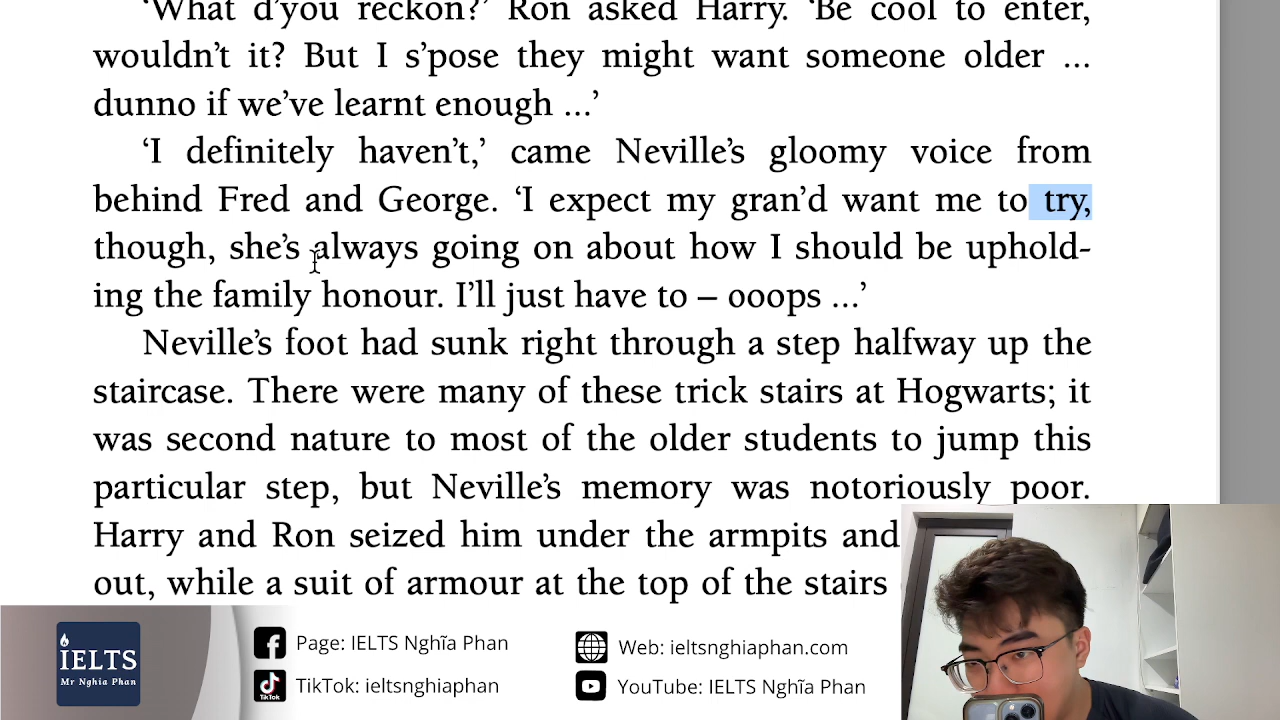 ‘What d’you reckon?’ Ron asked Harry. ‘Be cool to enter,
wouldn’t it? But I s’pose they might want someone older ...
dunno if we’ve learnt enough ...’
‘I definitely haven’t,’ came Neville’s gloomy voice from
behind Fred and George. ‘I expect my gran’d want me to try,
though, she’s always going on about how I should be uphold-
ing the family honour. I’ll just have to – ooops ...’
Neville’s foot had sunk right through a step halfway up the
staircase. There were many of these trick stairs at Hogwarts; it
was second nature to most of the older students to jump this
particular step, but Neville’s memory was notoriously poor.
Harry and Ron seized him under the armpits and
out, while a suit of armour at the top of the stairs
IELTS
Mr Nghia Phan
Page: IELTS Nghĩa Phan
TikTok
TikTok: ieltsnghiaphan
Web: ieltsnghiaphan.com
YouTube: IELTS Nghĩa Phan